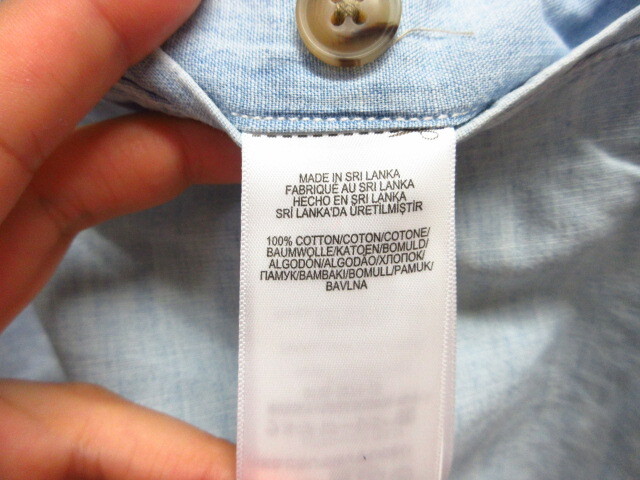 MADE IN SRI LANKA
FABRIQUÉ AU SRI LANKA
HECHO EN SRI LANKA
SRİ LANKA'DA ÜRETİLMİŞTİR
100% COTTON/COTON/COTONE/
BAUMWOLLE/KATOEN/BOMULD/
ALGODÓN/ALGODÃO/ХЛОПОК/
ПАМУК/BAMBAKI/BOMULL/PAMUK/
BAVLNA